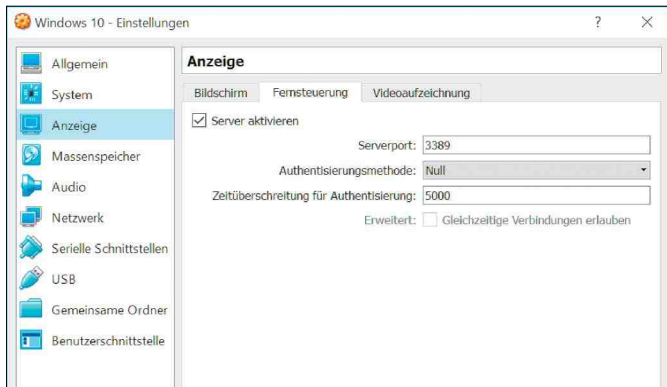 Windows 10 - Einstellungen
Allgemein
System
Anzeige
Massenspeicher
Audio
Netzwerk
Serielle Schnittstellen
USB
Gemeinsame Ordner
Benutzerschnittstelle
Anzeige
Bildschirm Fernsteuerung Videoaufzeichnung
Server aktivieren
Serverport: 3389
Authentisierungsmethode: Null
Zeitüberschreitung für Authentisierung: 5000
Erweitert: Gleichzeitige Verbindungen erlauben